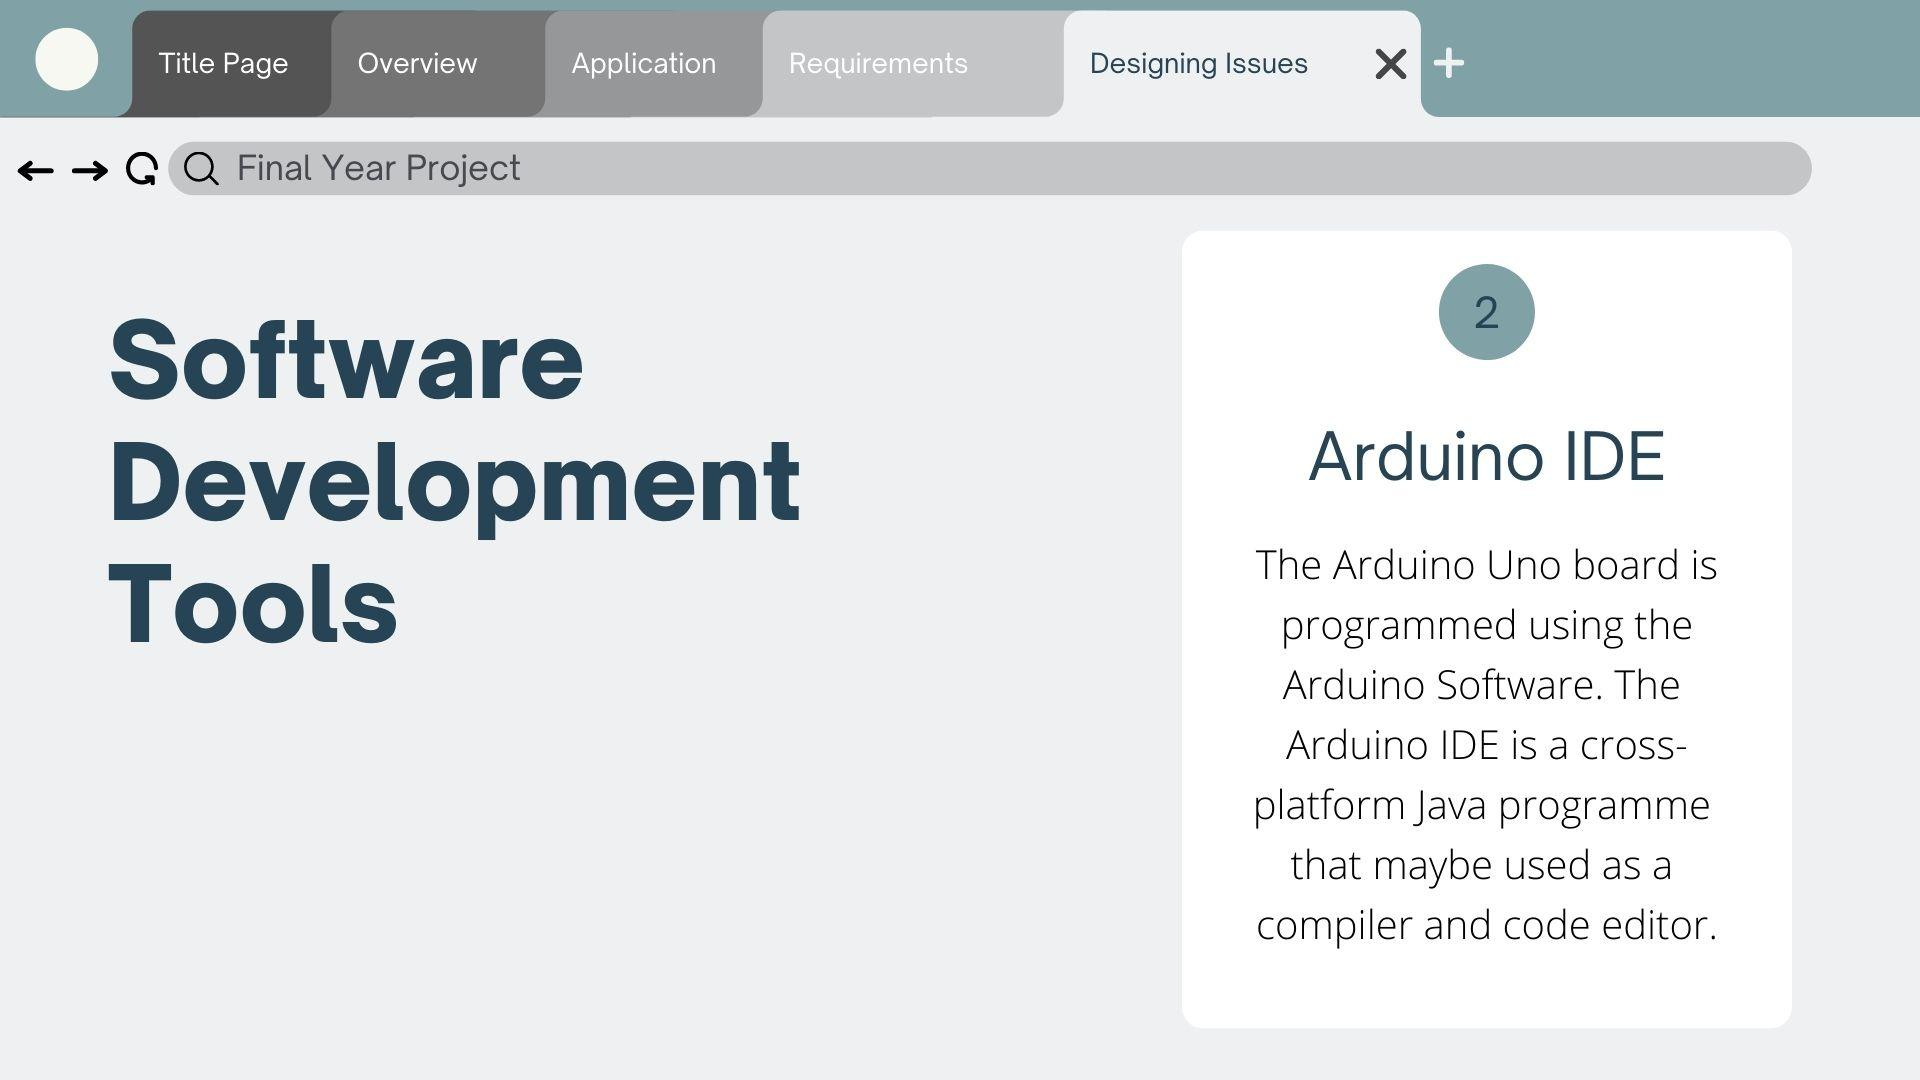 Title Page
Overview
Application
Requirements
Designing Issues
Final Year Project
Software
Development
Tools
2
Arduino IDE
The Arduino Uno board is
programmed using the
Arduino Software. The
Arduino IDE is a cross-
platform Java programme
that maybe used as a
compiler and code editor.